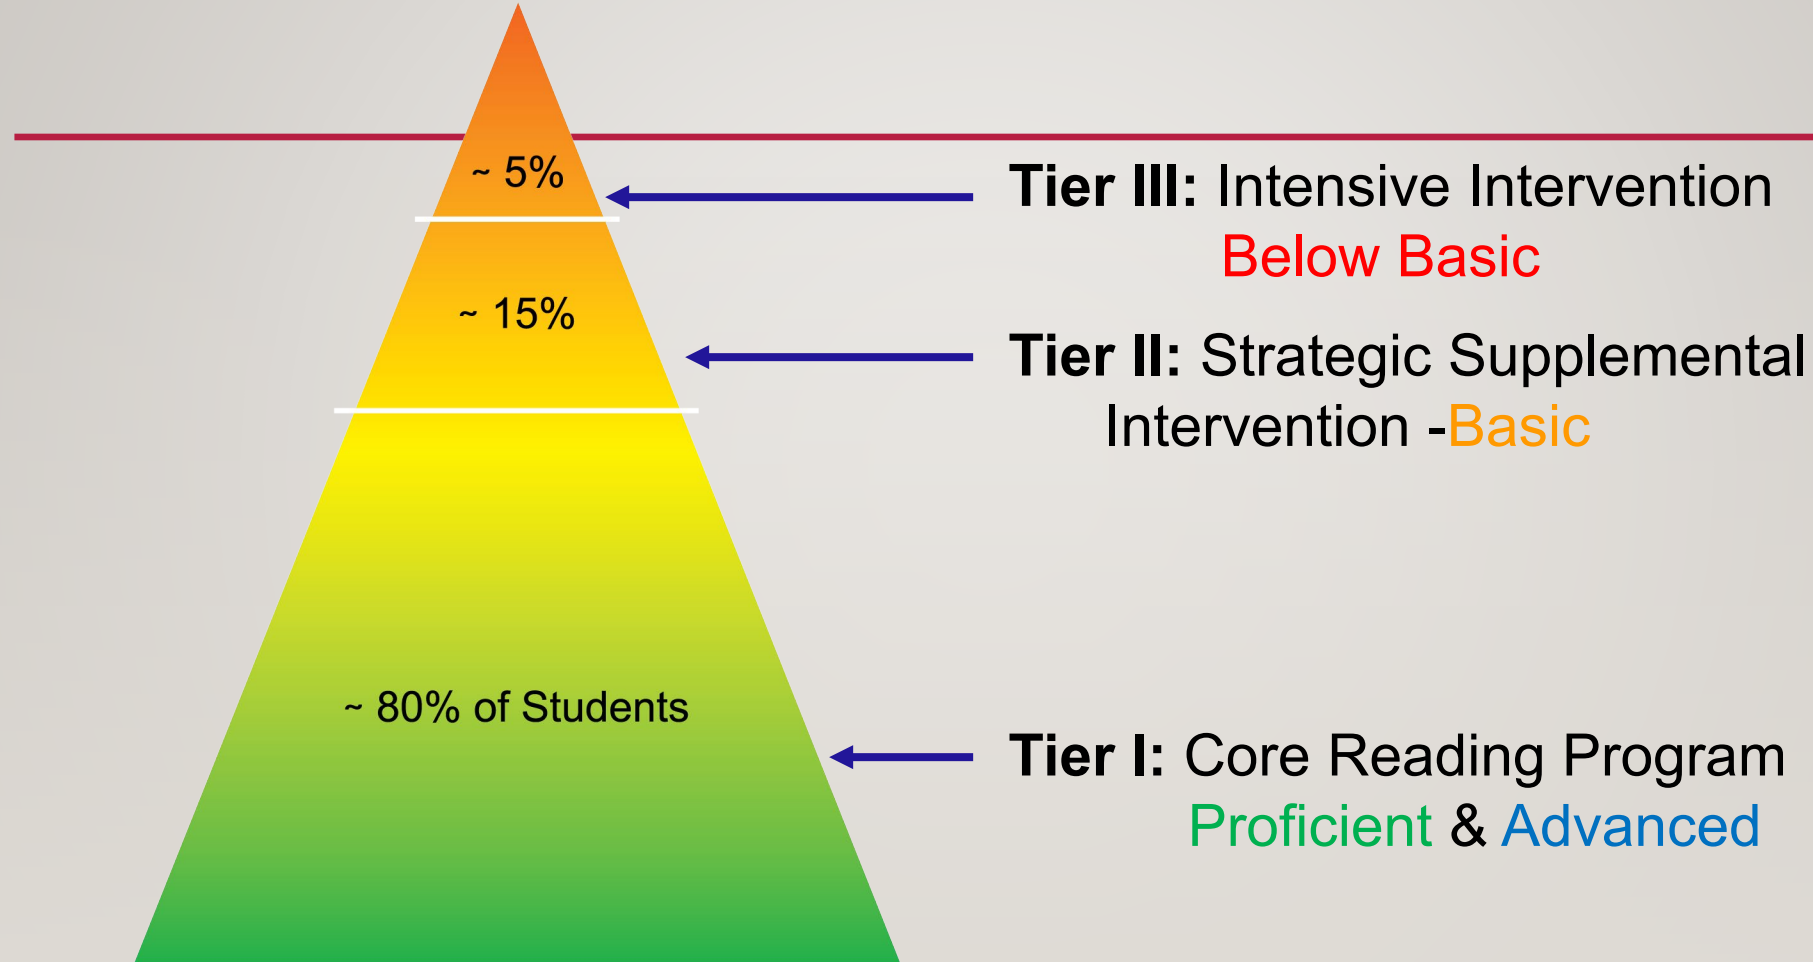 ~ 5%
Tier III: Intensive Intervention
Below Basic
~ 15%
Tier II: Strategic Supplemental
Intervention -Basic
~ 80% of Students
Tier I: Core Reading Program
Proficient & Advanced